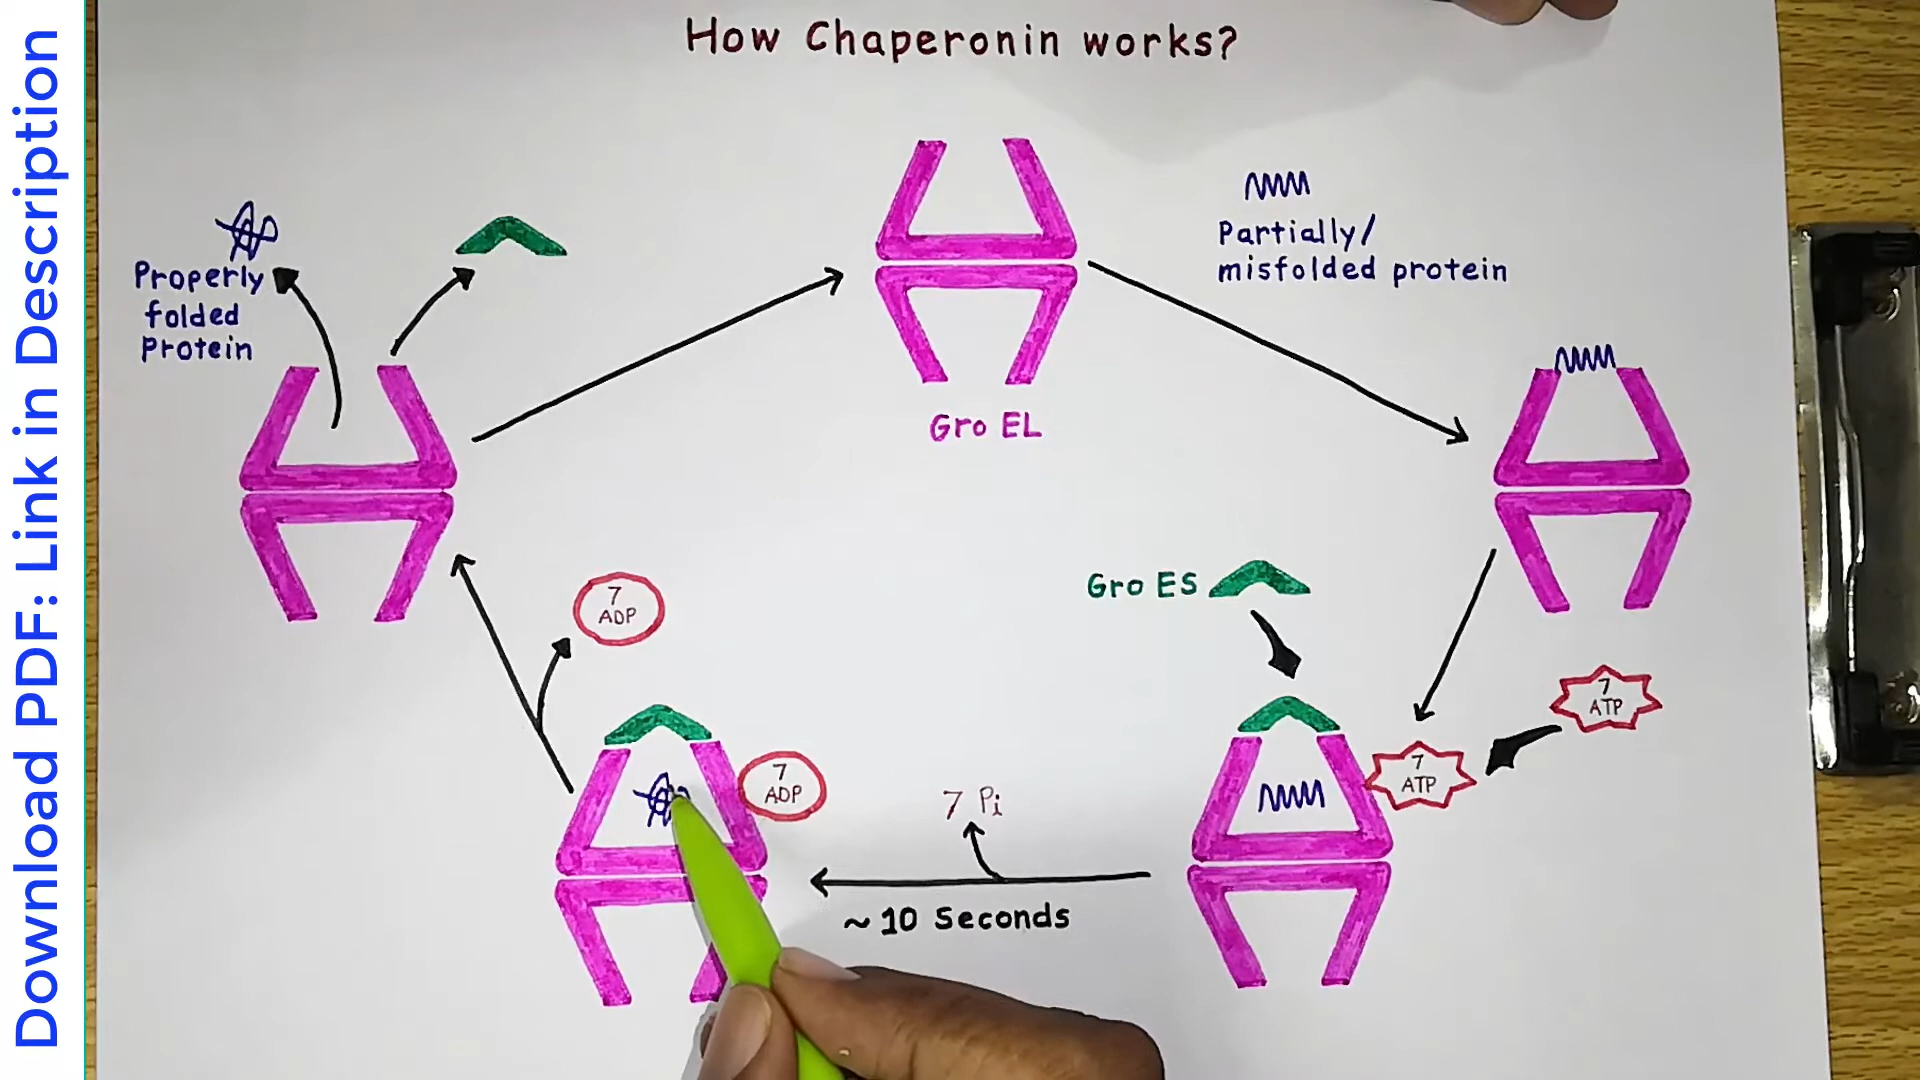 Download PDF: Link in Description
How Chaperonin works?
Partially/
misfolded protein
Properly
folded
Protein
Gro EL
Gro ES
7
ADP
7
ATP
7
ATP
7
ADP
7 Pi
~ 10 Seconds